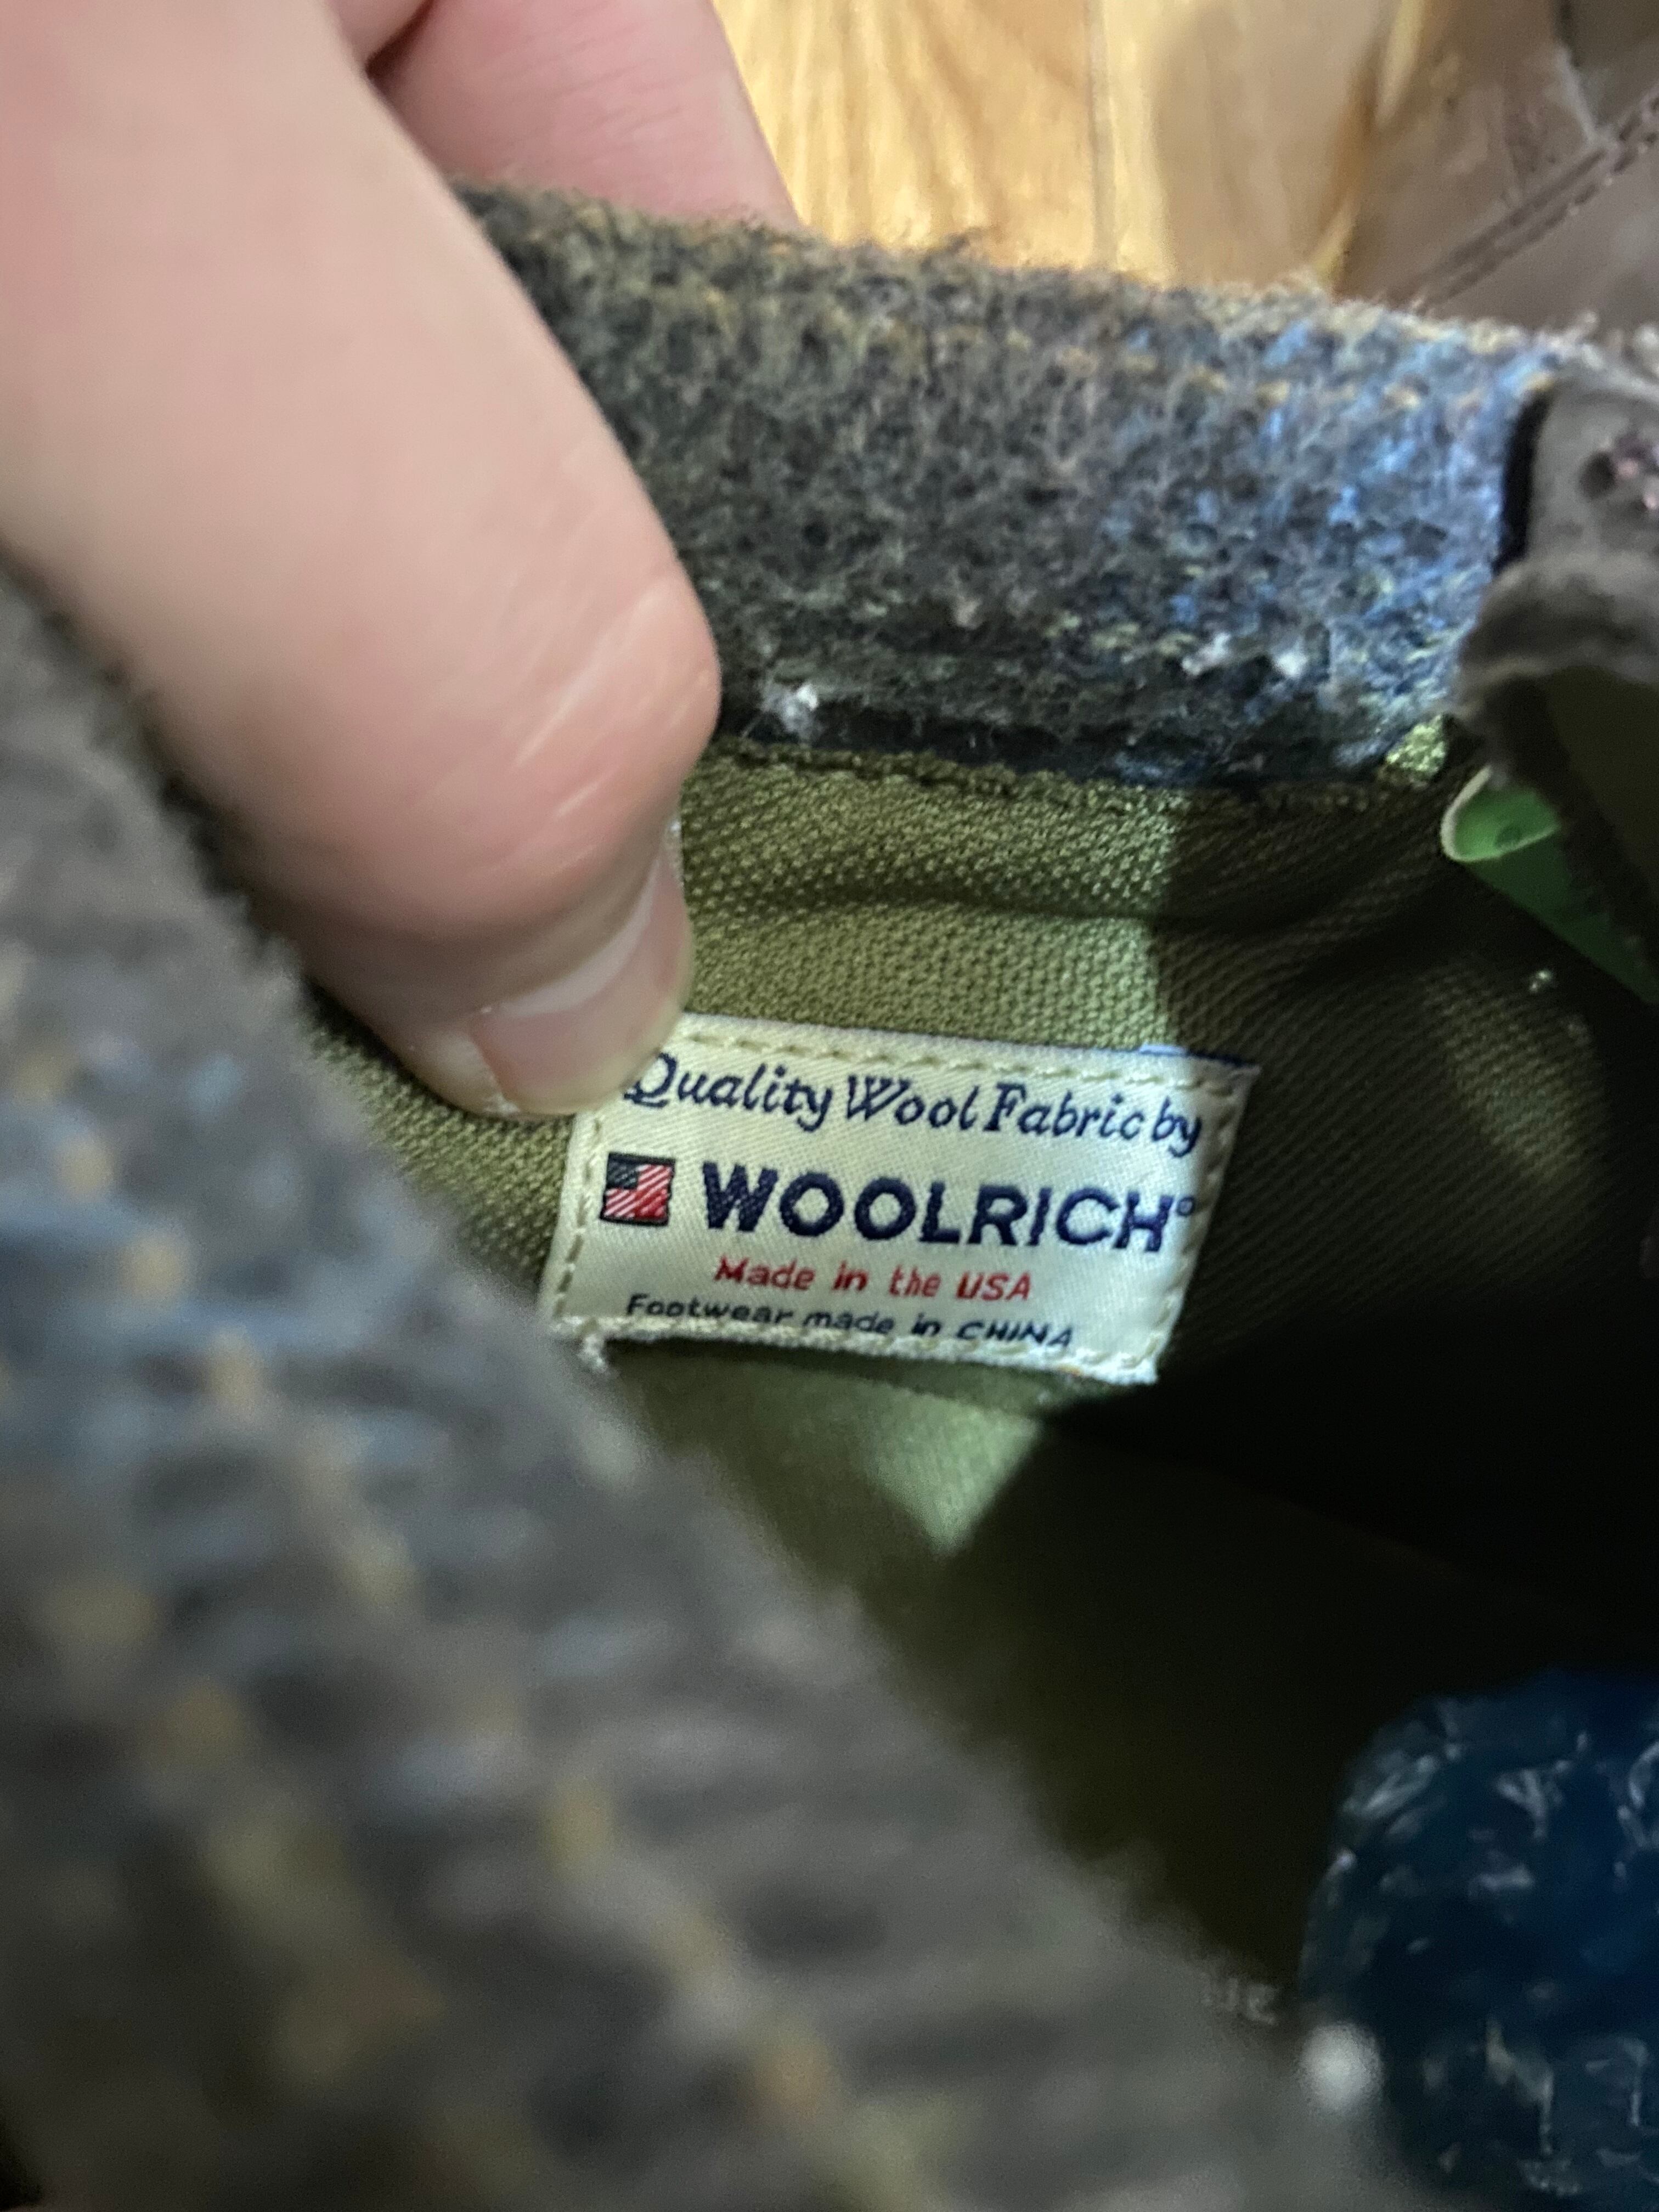 Quality Wool Fabric by
WOOLRICH®
Made in the USA
Footwear made in CHINA